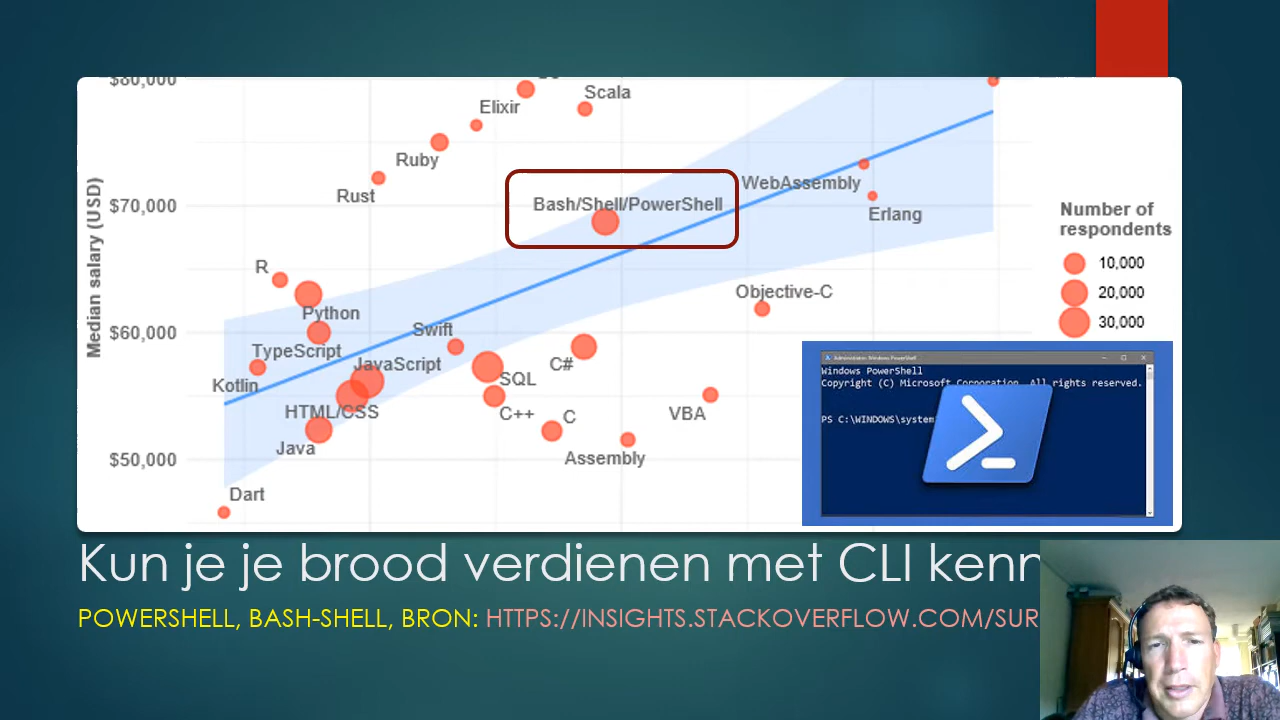 $80,000
Scala
Elixir
Ruby
Rust
Bash/Shell/PowerShell
WebAssembly
$70,000
Erlang
Median salary (USD)
Number of
respondents
10,000
20,000
30,000
R
Python
Objective-C
Swift
$60,000
TypeScript
JavaScript
C#
Kotlin
SQL
HTML/CSS
C++
C
VBA
Java
Assembly
$50,000
Dart
Administrator: Windows PowerShell
Windows PowerShell
Copyright (C) Microsoft Corporation. All rights reserved.
PS C:\WINDOWS\system
Kun je je brood verdienen met CLI kenn
POWERSHELL, BASH-SHELL, BRON: HTTPS://INSIGHTS.STACKOVERFLOW.COM/SUR